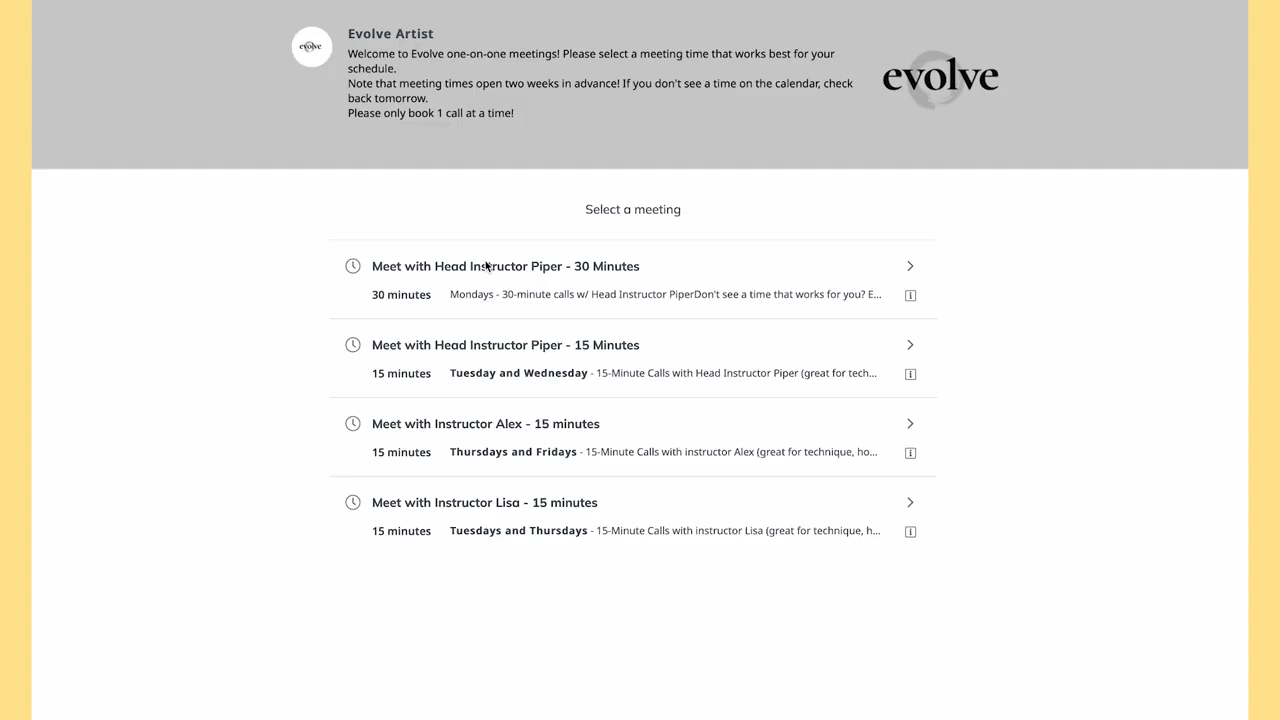 Evolve Artist
evolve
Welcome to Evolve one-on-one meetings! Please select a meeting time that works best for your
schedule.
Note that meeting times open two weeks in advance! If you don't see a time on the calendar, check
back tomorrow.
Please only book 1 call at a time!
evolve
Select a meeting
Meet with Head Instructor Piper - 30 Minutes
30 minutes Mondays - 30-minute calls w/ Head Instructor PiperDon't see a time that works for you? E...
Meet with Head Instructor Piper - 15 Minutes
15 minutes Tuesday and Wednesday - 15-Minute Calls with Head Instructor Piper (great for tech...
Meet with Instructor Alex - 15 minutes
15 minutes Thursdays and Fridays - 15-Minute Calls with instructor Alex (great for technique, ho...
Meet with Instructor Lisa - 15 minutes
15 minutes Tuesdays and Thursdays - 15-Minute Calls with instructor Lisa (great for technique, h...